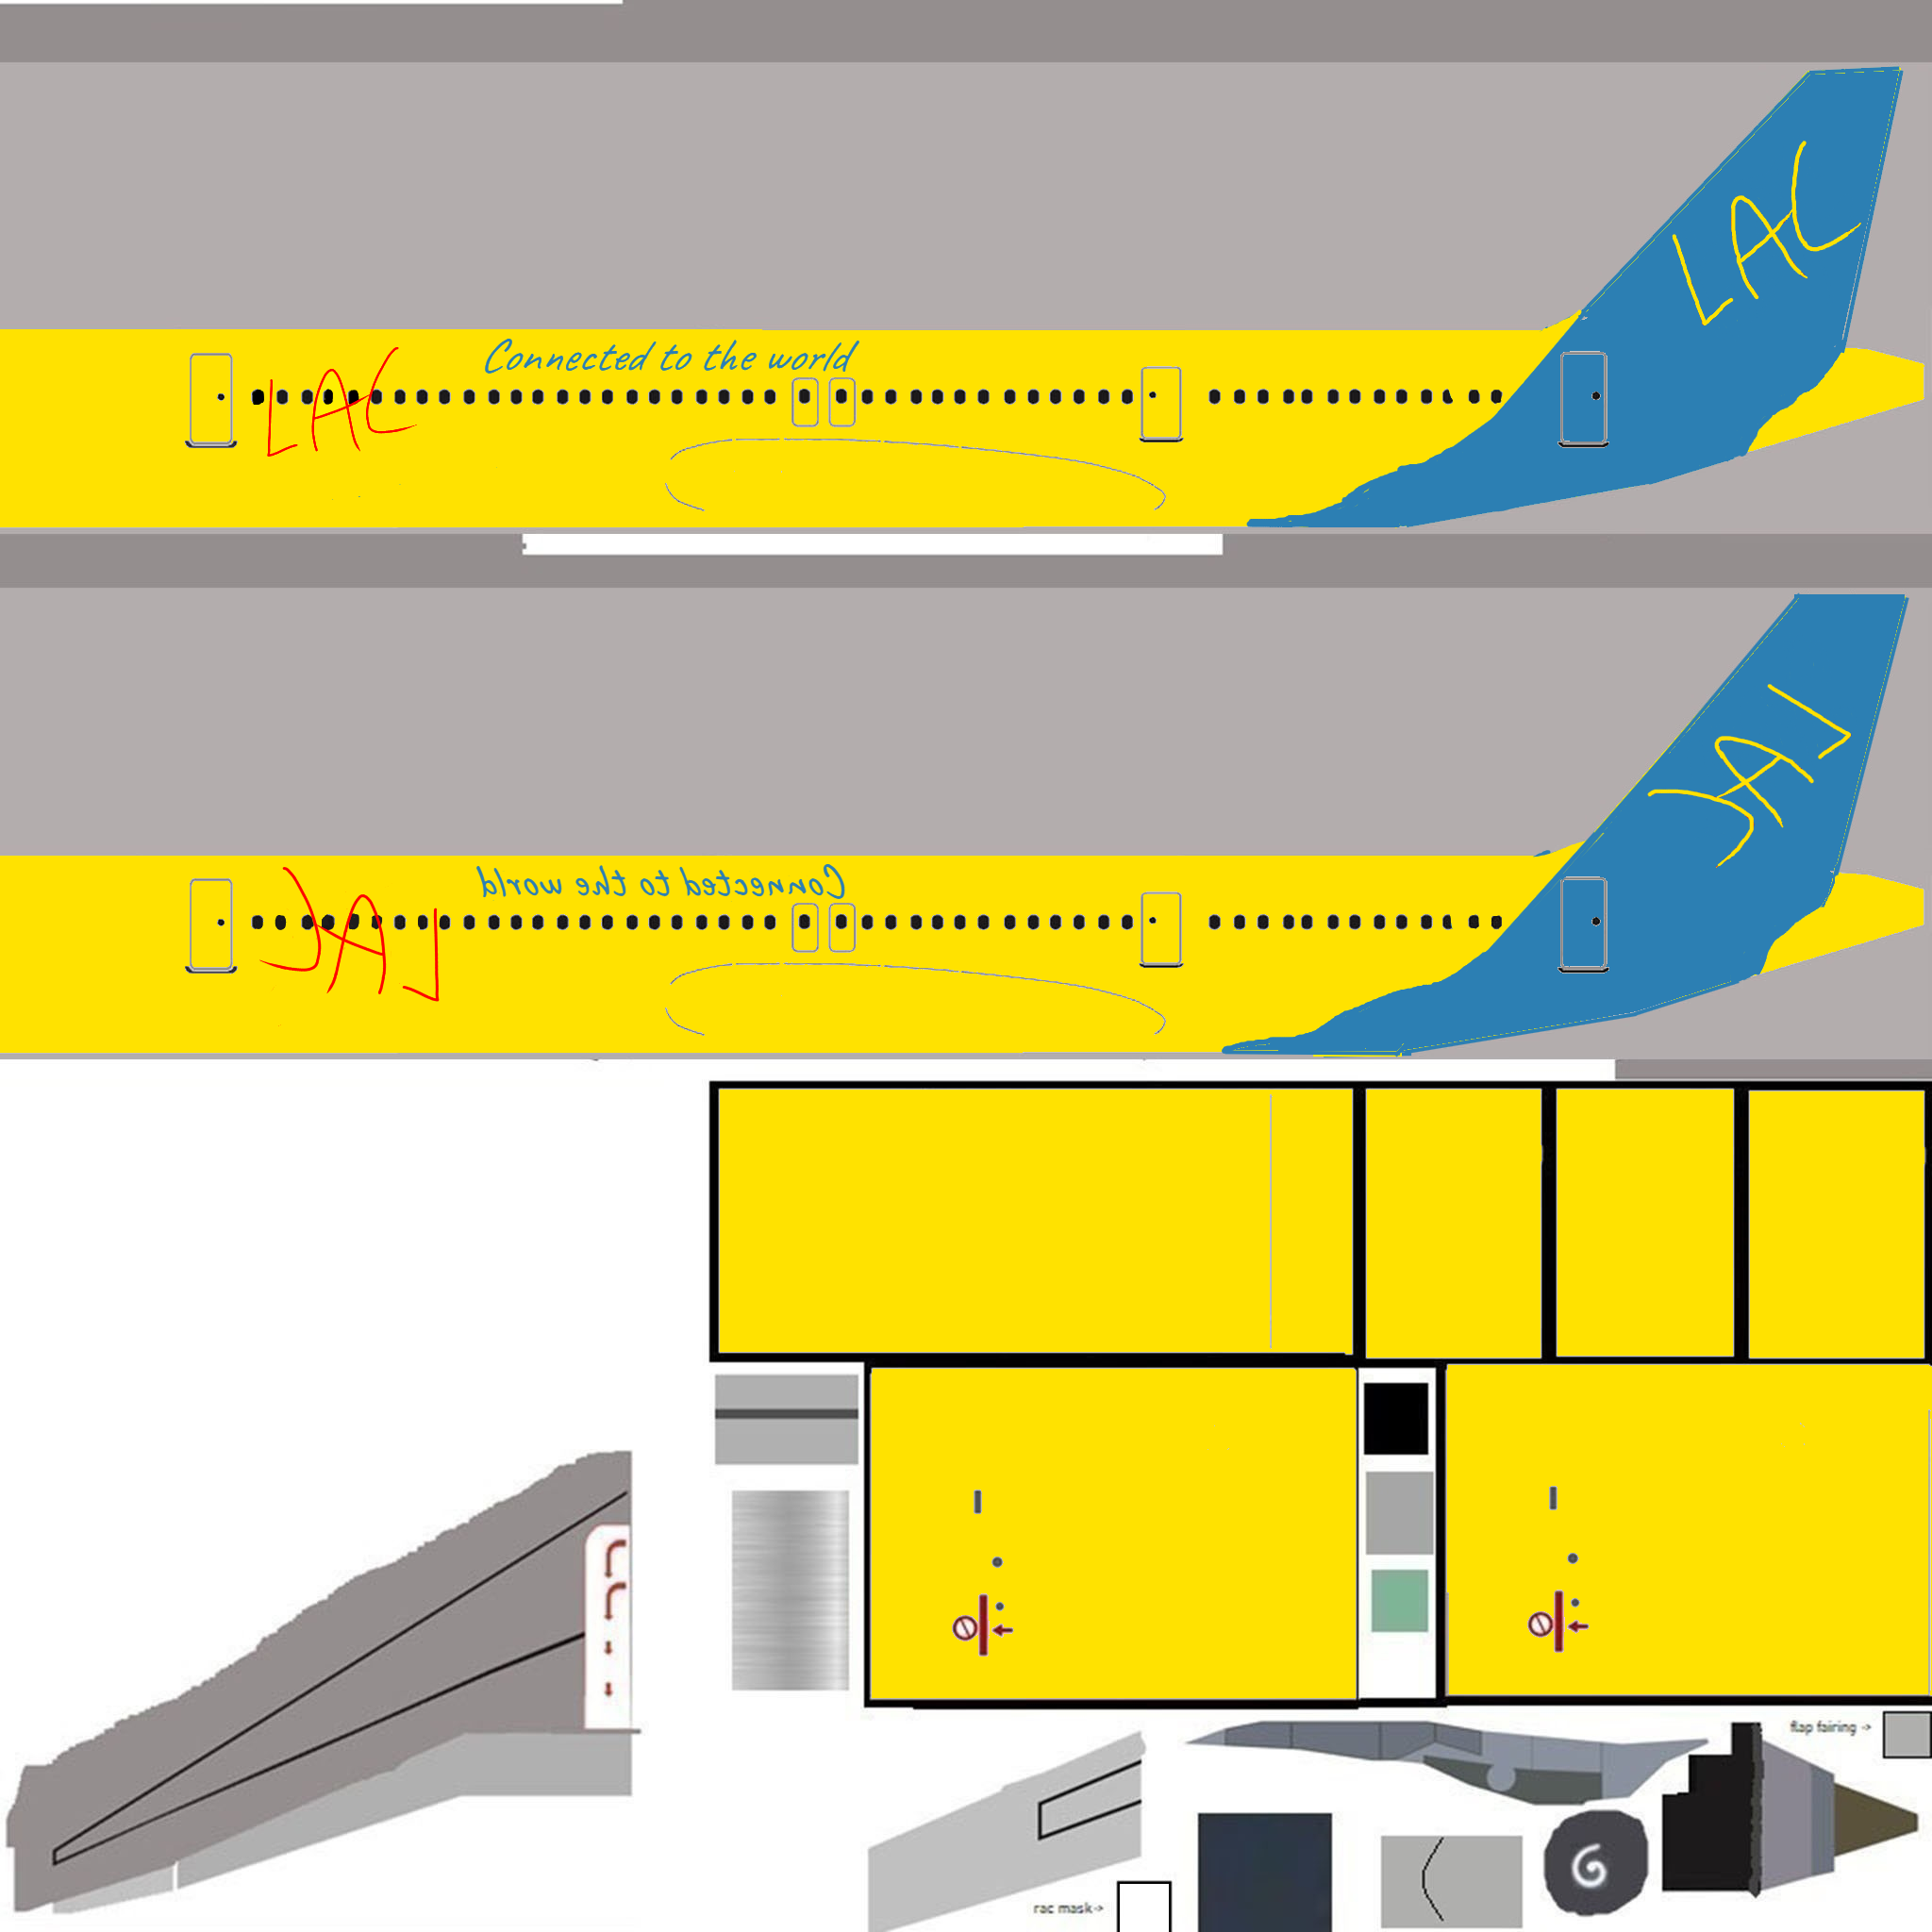 LAC
Connected to the world
LAC
LAC
Connected to the world
LAC
flap fairing ->
rac mask->